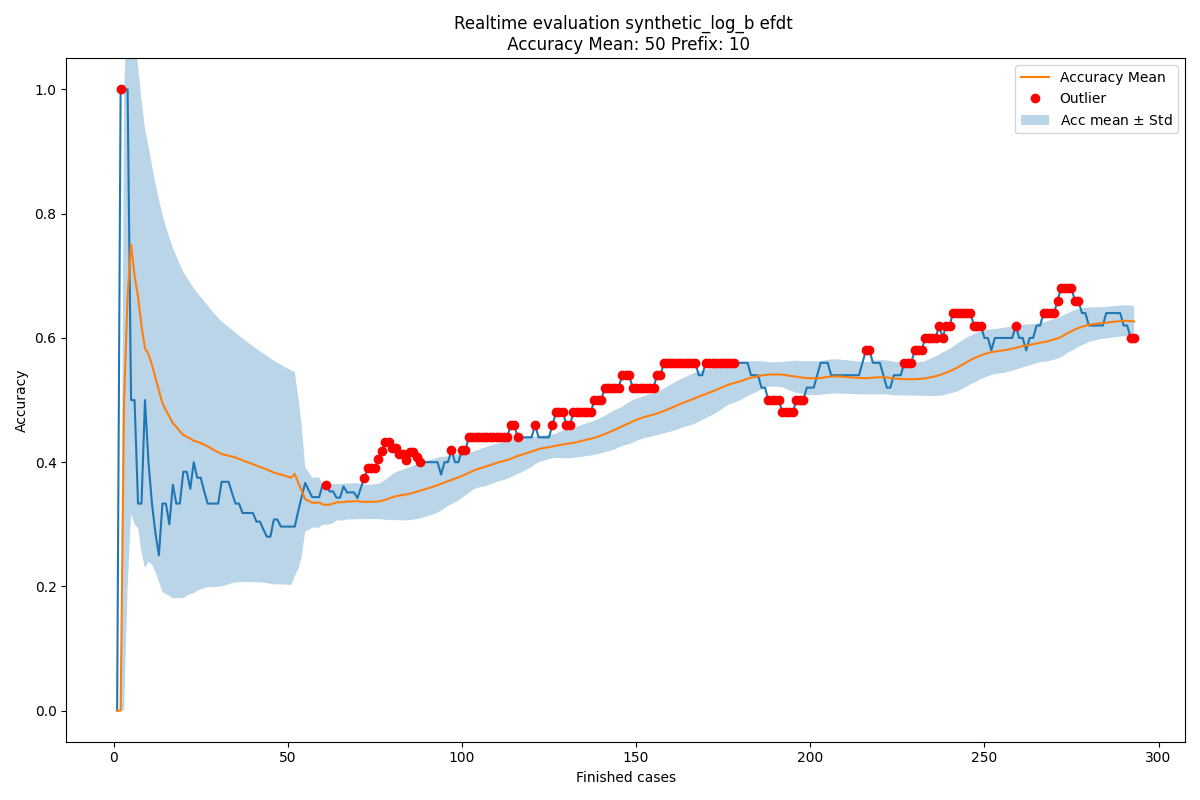 Realtime evaluation synthetic_log_b efdt
Accuracy Mean: 50 Prefix: 10
Accuracy Mean
Outlier
Acc mean ± Std
Accuracy
1.0
0.8
0.6
0.4
0.2
0.0
0
50
100
150
200
250
300
Finished cases